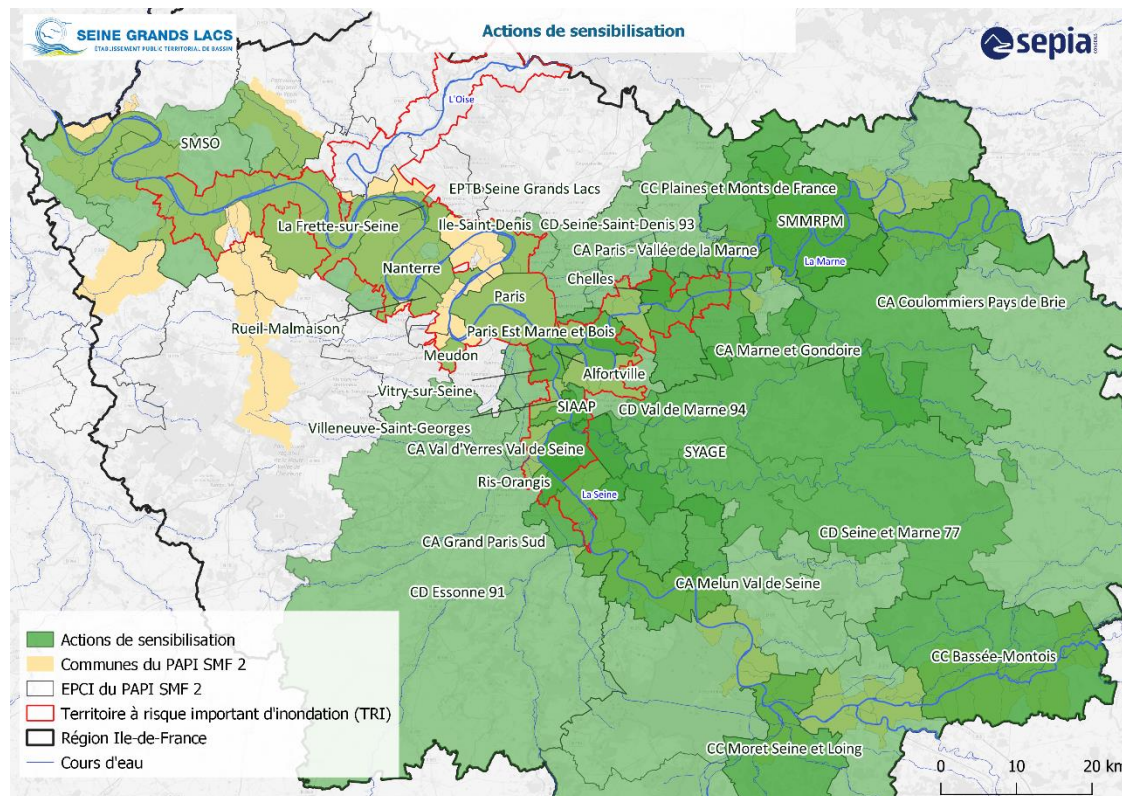 SEINE GRANDS LACS
ÉTABLISSEMENT PUBLIC TERRITORIAL DE BASSIN
Actions de sensibilisation
sepia
CONSEILS
L'Oise
SMSO
EPTB Seine Grands Lacs
CC Plaines et Monts de France
La Frette-sur-Seine
Ile-Saint-Denis
CD Seine-Saint-Denis 93
SMMRPM
CA Paris - Vallée de la Marne
La Marne
Nanterre
Chelles
Paris
CA Coulommiers Pays de Brie
Rueil-Malmaison
Paris Est Marne et Bois
Meudon
CA Marne et Gondoire
Alfortville
Vitry-sur-Seine
SIAAP
CD Val de Marne 94
Villeneuve-Saint-Georges
CA Val d'Yerres Val de Seine
SYAGE
Ris-Orangis
La Seine
CD Seine et Marne 77
CA Grand Paris Sud
CA Melun Val de Seine
CD Essonne 91
CC Bassée-Montois
CC Moret Seine et Loing
Actions de sensibilisation
Communes du PAPI SMF 2
EPCI du PAPI SMF 2
Territoire à risque important d'inondation (TRI)
Région Ile-de-France
Cours d'eau
0 10 20 km